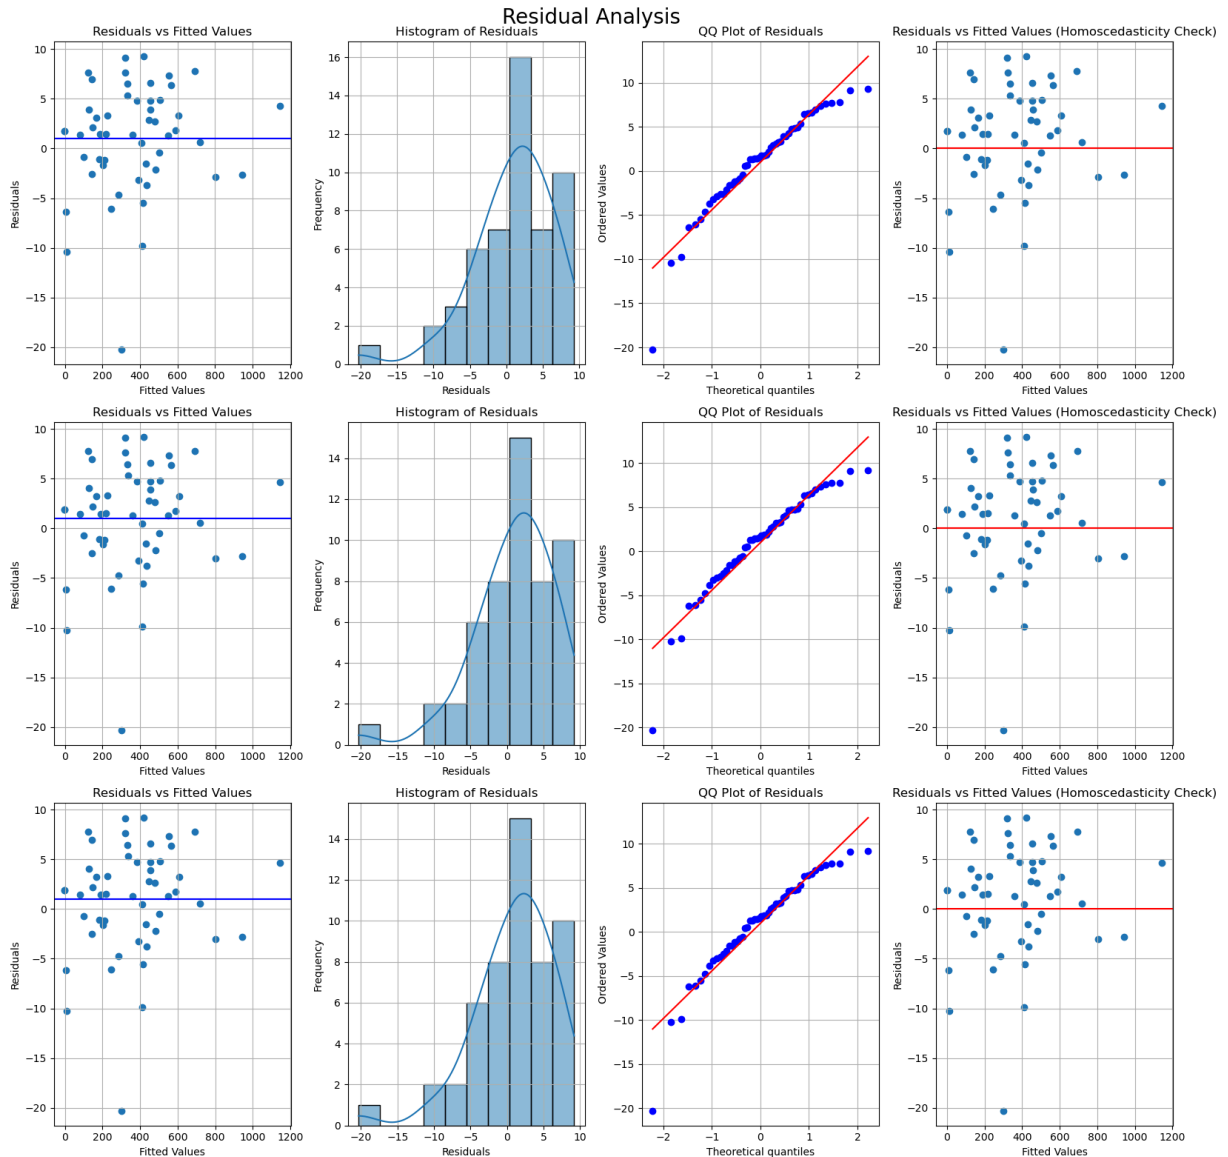 Residual Analysis
Residuals vs Fitted Values
Histogram of Residuals
QQ Plot of Residuals
Residuals vs Fitted Values (Homoscedasticity Check)
10
5
0
−5
−10
−15
−20
Residuals
0 200 400 600 800 1000 1200
Fitted Values
16
14
12
10
8
6
4
2
0
Frequency
−20 −15 −10 −5 0 5 10
Residuals
10
5
0
−5
−10
−15
−20
Ordered Values
−2 −1 0 1 2
Theoretical quantiles
10
5
0
−5
−10
−15
−20
Residuals
0 200 400 600 800 1000 1200
Fitted Values
Residuals vs Fitted Values
Histogram of Residuals
QQ Plot of Residuals
Residuals vs Fitted Values (Homoscedasticity Check)
10
5
0
−5
−10
−15
−20
Residuals
0 200 400 600 800 1000 1200
Fitted Values
14
12
10
8
6
4
2
0
Frequency
−20 −15 −10 −5 0 5 10
Residuals
10
5
0
−5
−10
−15
−20
Ordered Values
−2 −1 0 1 2
Theoretical quantiles
10
5
0
−5
−10
−15
−20
Residuals
0 200 400 600 800 1000 1200
Fitted Values
Residuals vs Fitted Values
Histogram of Residuals
QQ Plot of Residuals
Residuals vs Fitted Values (Homoscedasticity Check)
10
5
0
−5
−10
−15
−20
Residuals
0 200 400 600 800 1000 1200
Fitted Values
14
12
10
8
6
4
2
0
Frequency
−20 −15 −10 −5 0 5 10
Residuals
10
5
0
−5
−10
−15
−20
Ordered Values
−2 −1 0 1 2
Theoretical quantiles
10
5
0
−5
−10
−15
−20
Residuals
0 200 400 600 800 1000 1200
Fitted Values